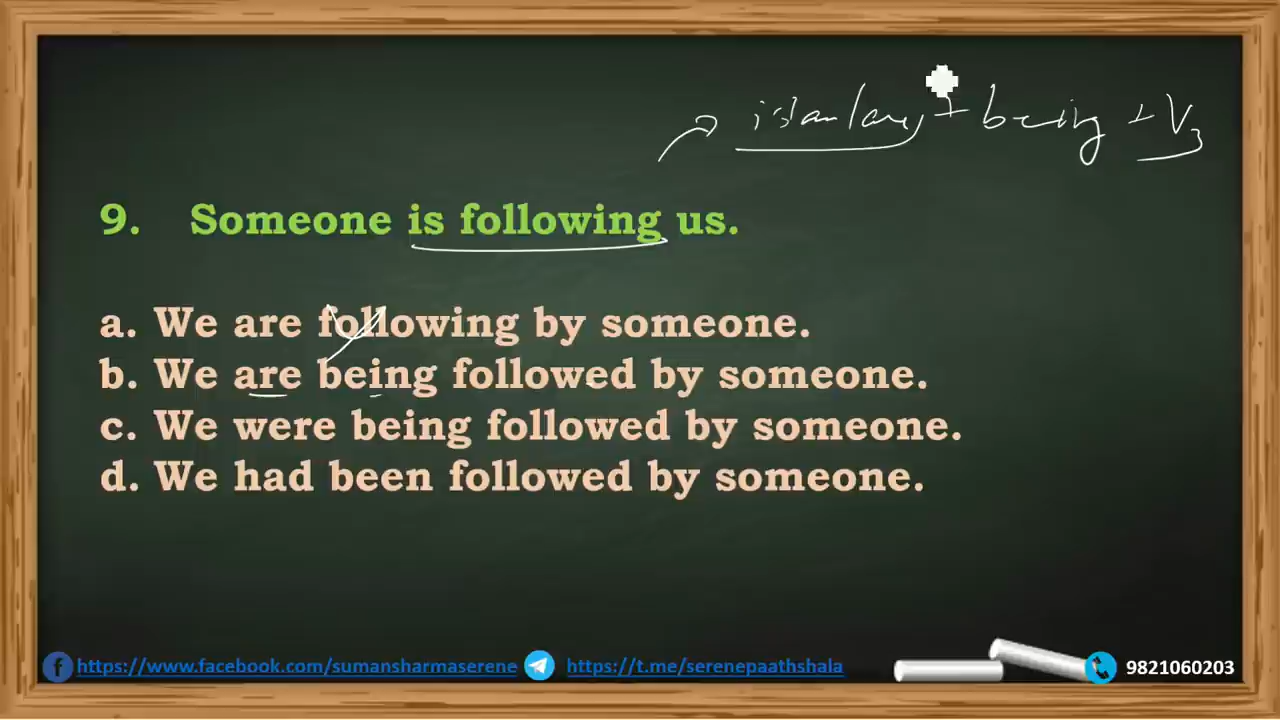 is/am/are + being + V3
9. Someone is following us.
a. We are following by someone.
b. We are being followed by someone.
c. We were being followed by someone.
d. We had been followed by someone.
https://www.facebook.com/sumansharmaserene https://t.me/serenepaathshala 9821060203